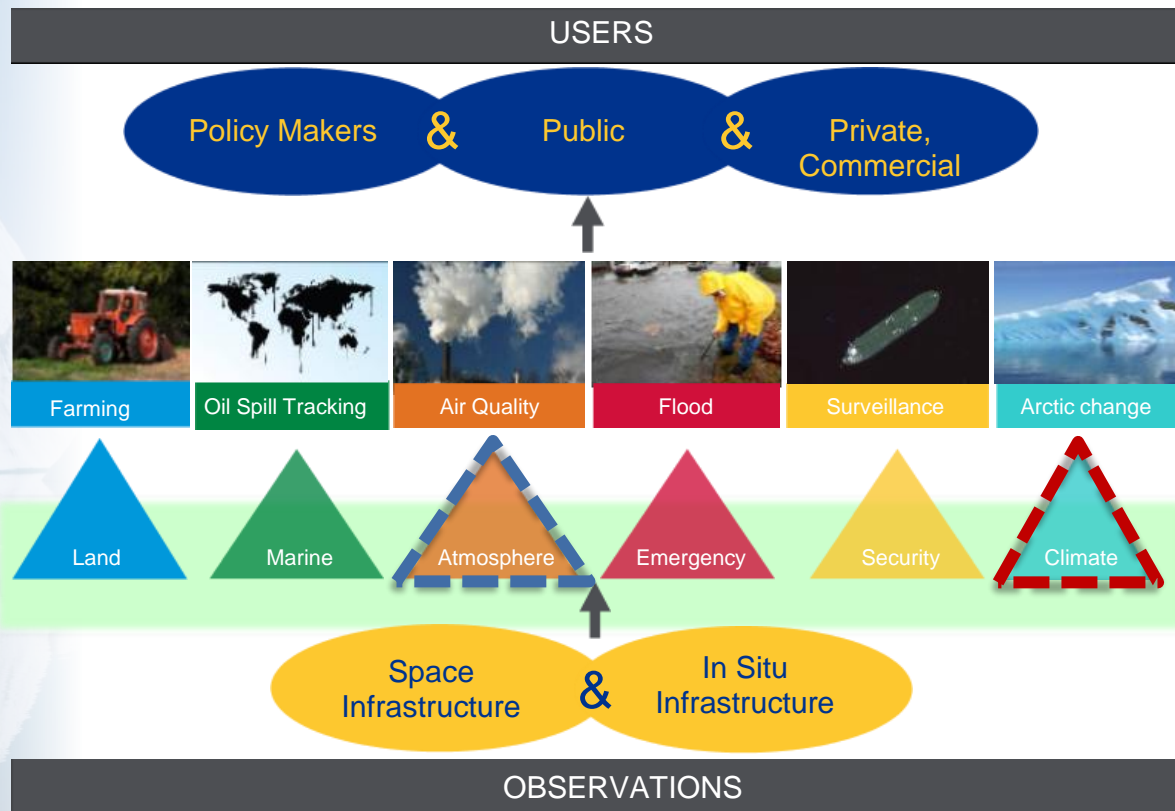 USERS
Policy Makers & Public & Private,
Commercial
Farming Oil Spill Tracking Air Quality Flood Surveillance Arctic change
Land Marine Atmosphere Emergency Security Climate
Space
Infrastructure
&
In Situ
Infrastructure
OBSERVATIONS